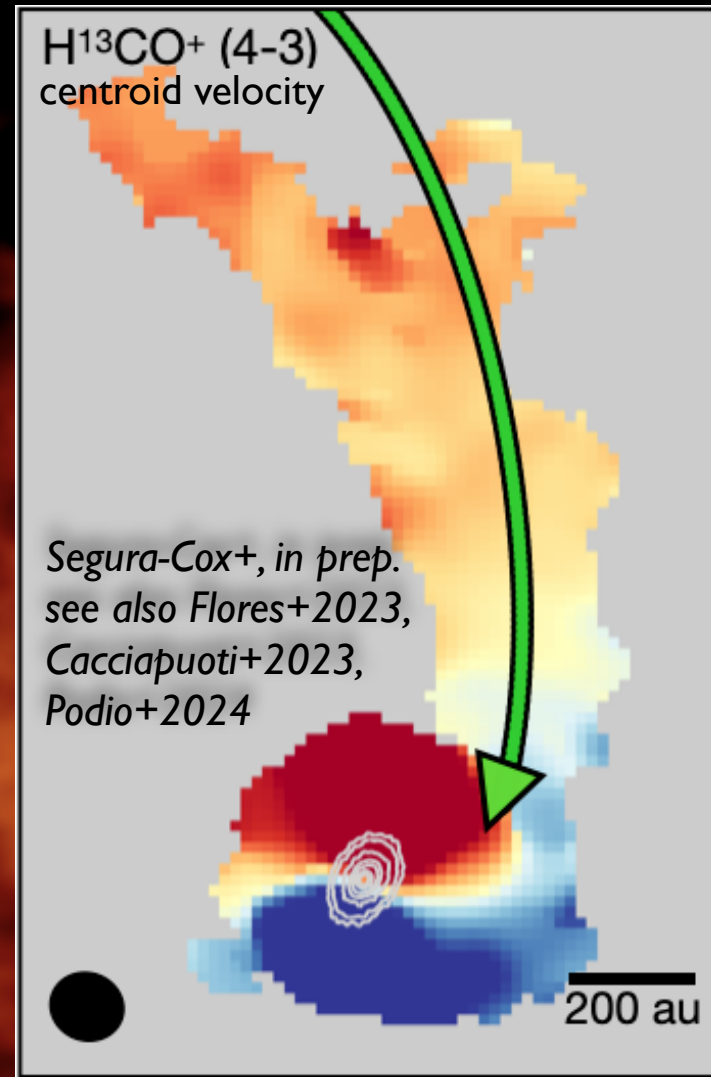 H¹³CO⁺ (4-3)
centroid velocity
Segura-Cox+, in prep.
see also Flores+2023,
Cacciapuoti+2023,
Podio+2024
200 au